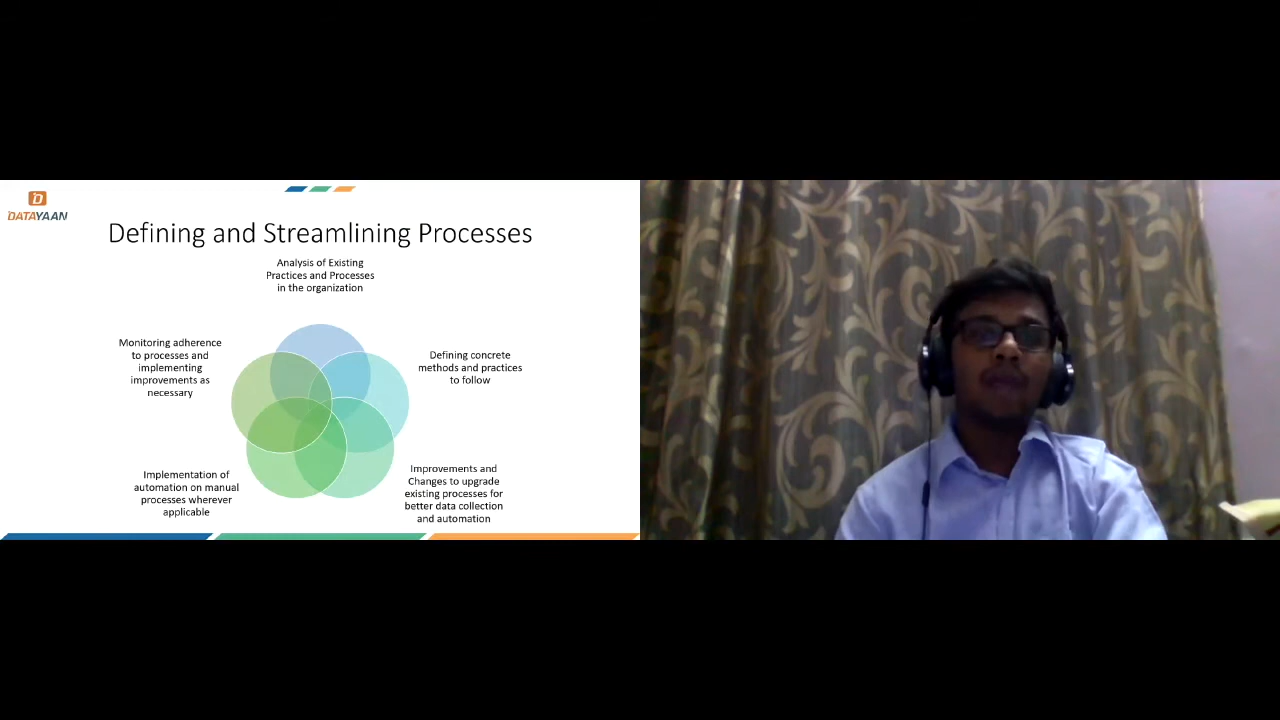 D
DATAYAAN
Defining and Streamlining Processes
Analysis of Existing
Practices and Processes
in the organization
Monitoring adherence
to processes and
implementing
improvements as
necessary
Defining concrete
methods and practices
to follow
Implementation of
automation on manual
processes wherever
applicable
Improvements and
Changes to upgrade
existing processes for
better data collection
and automation